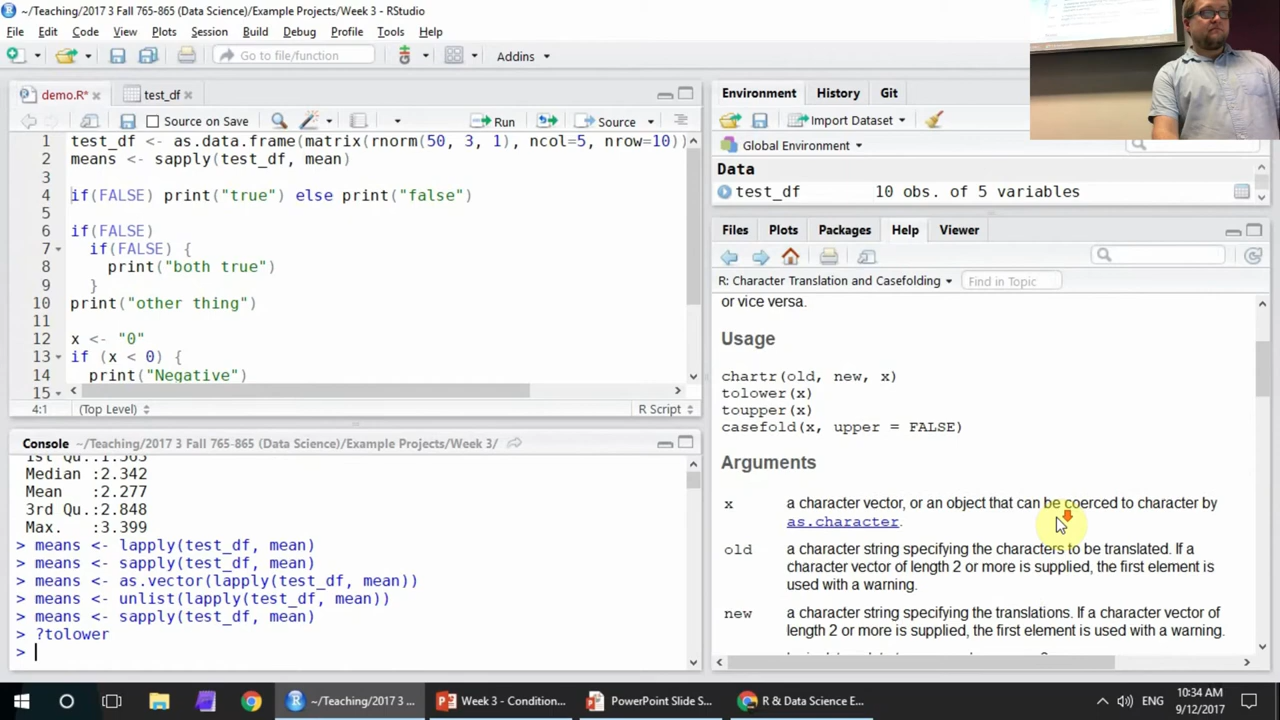 ~/Teaching/2017 3 Fall 765-865 (Data Science)/Example Projects/Week 3 - RStudio
File Edit Code View Plots Session Build Debug Profile Tools Help
Go to file/function Addins
demo.R* test_df
Source on Save Run Source
1 test_df <- as.data.frame(matrix(rnorm(50, 3, 1), ncol=5, nrow=10))
2 means <- sapply(test_df, mean)
3
4 if(FALSE) print("true") else print("false")
5
6 if(FALSE)
7 if(FALSE) {
8 print("both true")
9 }
10 print("other thing")
11
12 x <- "0"
13 if (x < 0) {
14 print("Negative")
15
4:1 (Top Level) R Script
Console ~/Teaching/2017 3 Fall 765-865 (Data Science)/Example Projects/Week 3/
1st Qu.:1.563
Median :2.342
Mean :2.277
3rd Qu.:2.848
Max. :3.399
> means <- lapply(test_df, mean)
> means <- sapply(test_df, mean)
> means <- as.vector(lapply(test_df, mean))
> means <- unlist(lapply(test_df, mean))
> means <- sapply(test_df, mean)
> ?tolower
>
Environment History Git
Import Dataset
Global Environment
Data
test_df 10 obs. of 5 variables
Files Plots Packages Help Viewer
R: Character Translation and Casefolding Find in Topic
or vice versa.
Usage
chartr(old, new, x)
tolower(x)
toupper(x)
casefold(x, upper = FALSE)
Arguments
x a character vector, or an object that can be coerced to character by
as.character.
old a character string specifying the characters to be translated. If a
character vector of length 2 or more is supplied, the first element is
used with a warning.
new a character string specifying the translations. If a character vector of
length 2 or more is supplied, the first element is used with a warning.
~/Teaching/2017 3 ... Week 3 - Condition... PowerPoint Slide S... R & Data Science E...
ENG
10:34 AM
9/12/2017